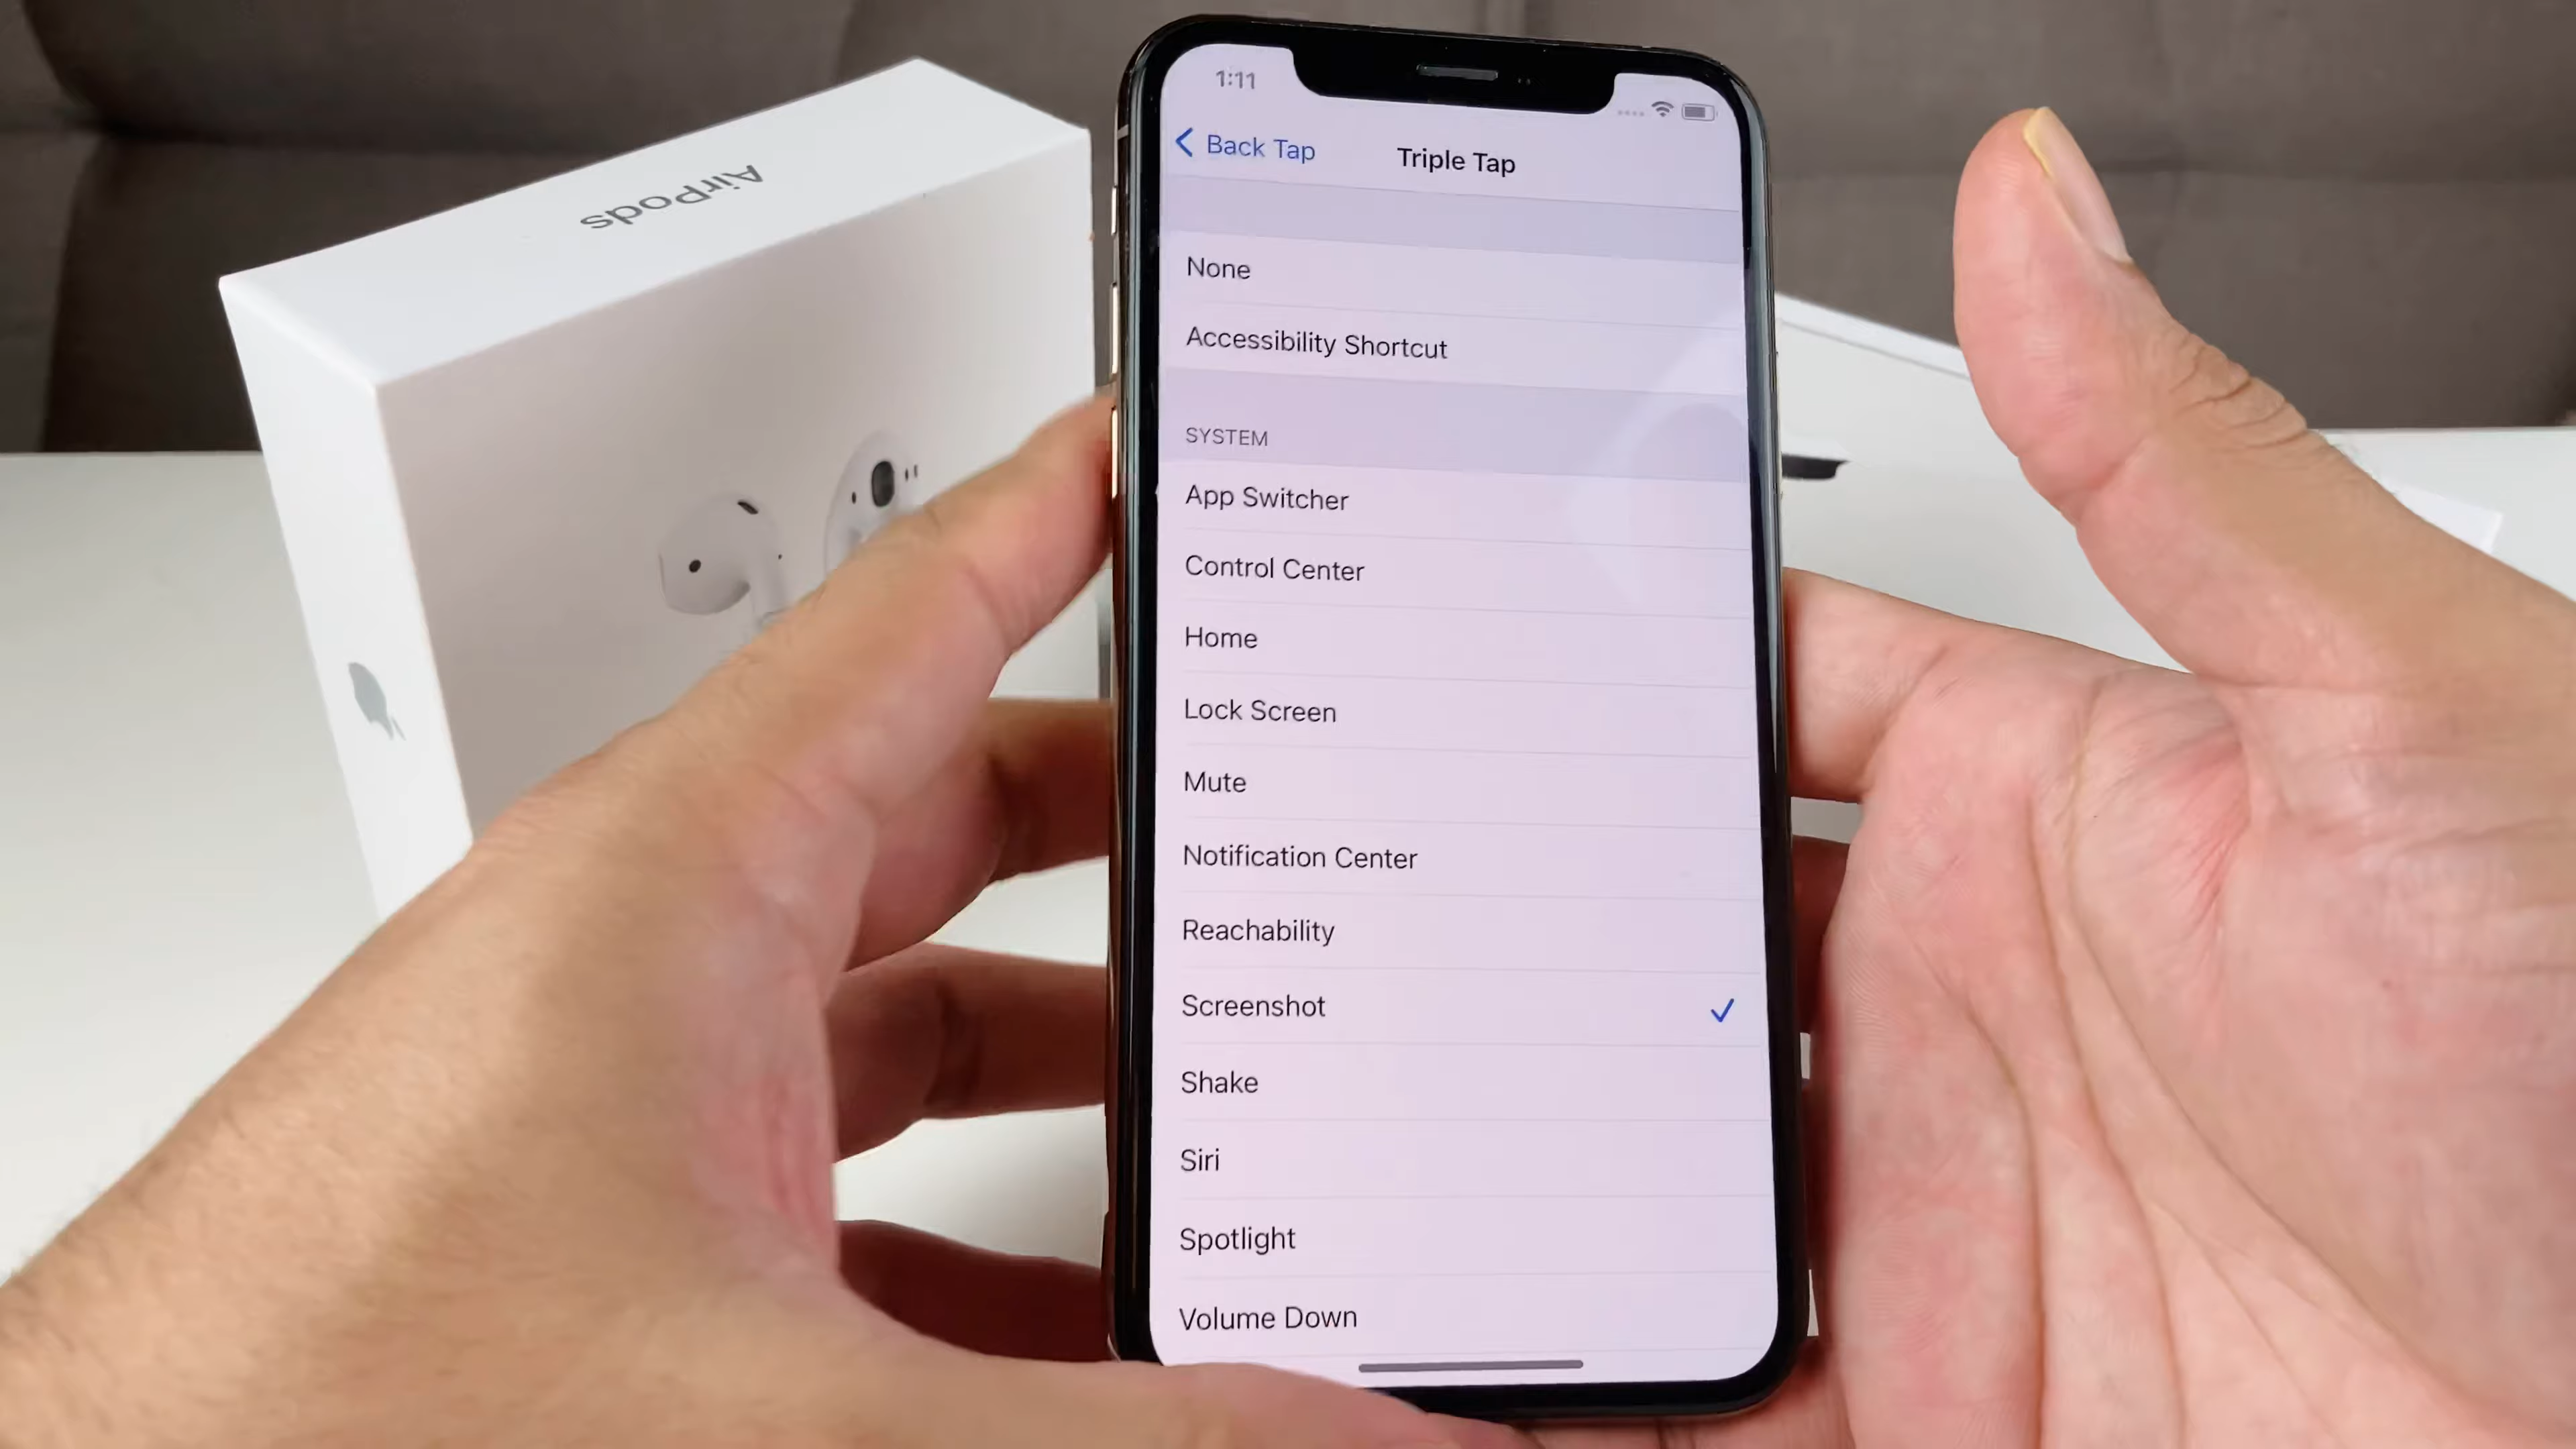 AirPods
1:11
Back Tap
Triple Tap
None
Accessibility Shortcut
SYSTEM
App Switcher
Control Center
Home
Lock Screen
Mute
Notification Center
Reachability
Screenshot
Shake
Siri
Spotlight
Volume Down